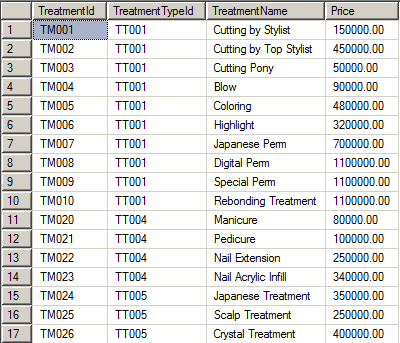 TreatmentId TreatmentTypeId TreatmentName Price
1 TM001 TT001 Cutting by Stylist 150000.00
2 TM002 TT001 Cutting by Top Stylist 450000.00
3 TM003 TT001 Cutting Pony 50000.00
4 TM004 TT001 Blow 90000.00
5 TM005 TT001 Coloring 480000.00
6 TM006 TT001 Highlight 320000.00
7 TM007 TT001 Japanese Perm 700000.00
8 TM008 TT001 Digital Perm 1100000.00
9 TM009 TT001 Special Perm 1100000.00
10 TM010 TT001 Rebonding Treatment 1100000.00
11 TM020 TT004 Manicure 80000.00
12 TM021 TT004 Pedicure 100000.00
13 TM022 TT004 Nail Extension 250000.00
14 TM023 TT004 Nail Acrylic Infill 340000.00
15 TM024 TT005 Japanese Treatment 350000.00
16 TM025 TT005 Scalp Treatment 250000.00
17 TM026 TT005 Crystal Treatment 400000.00